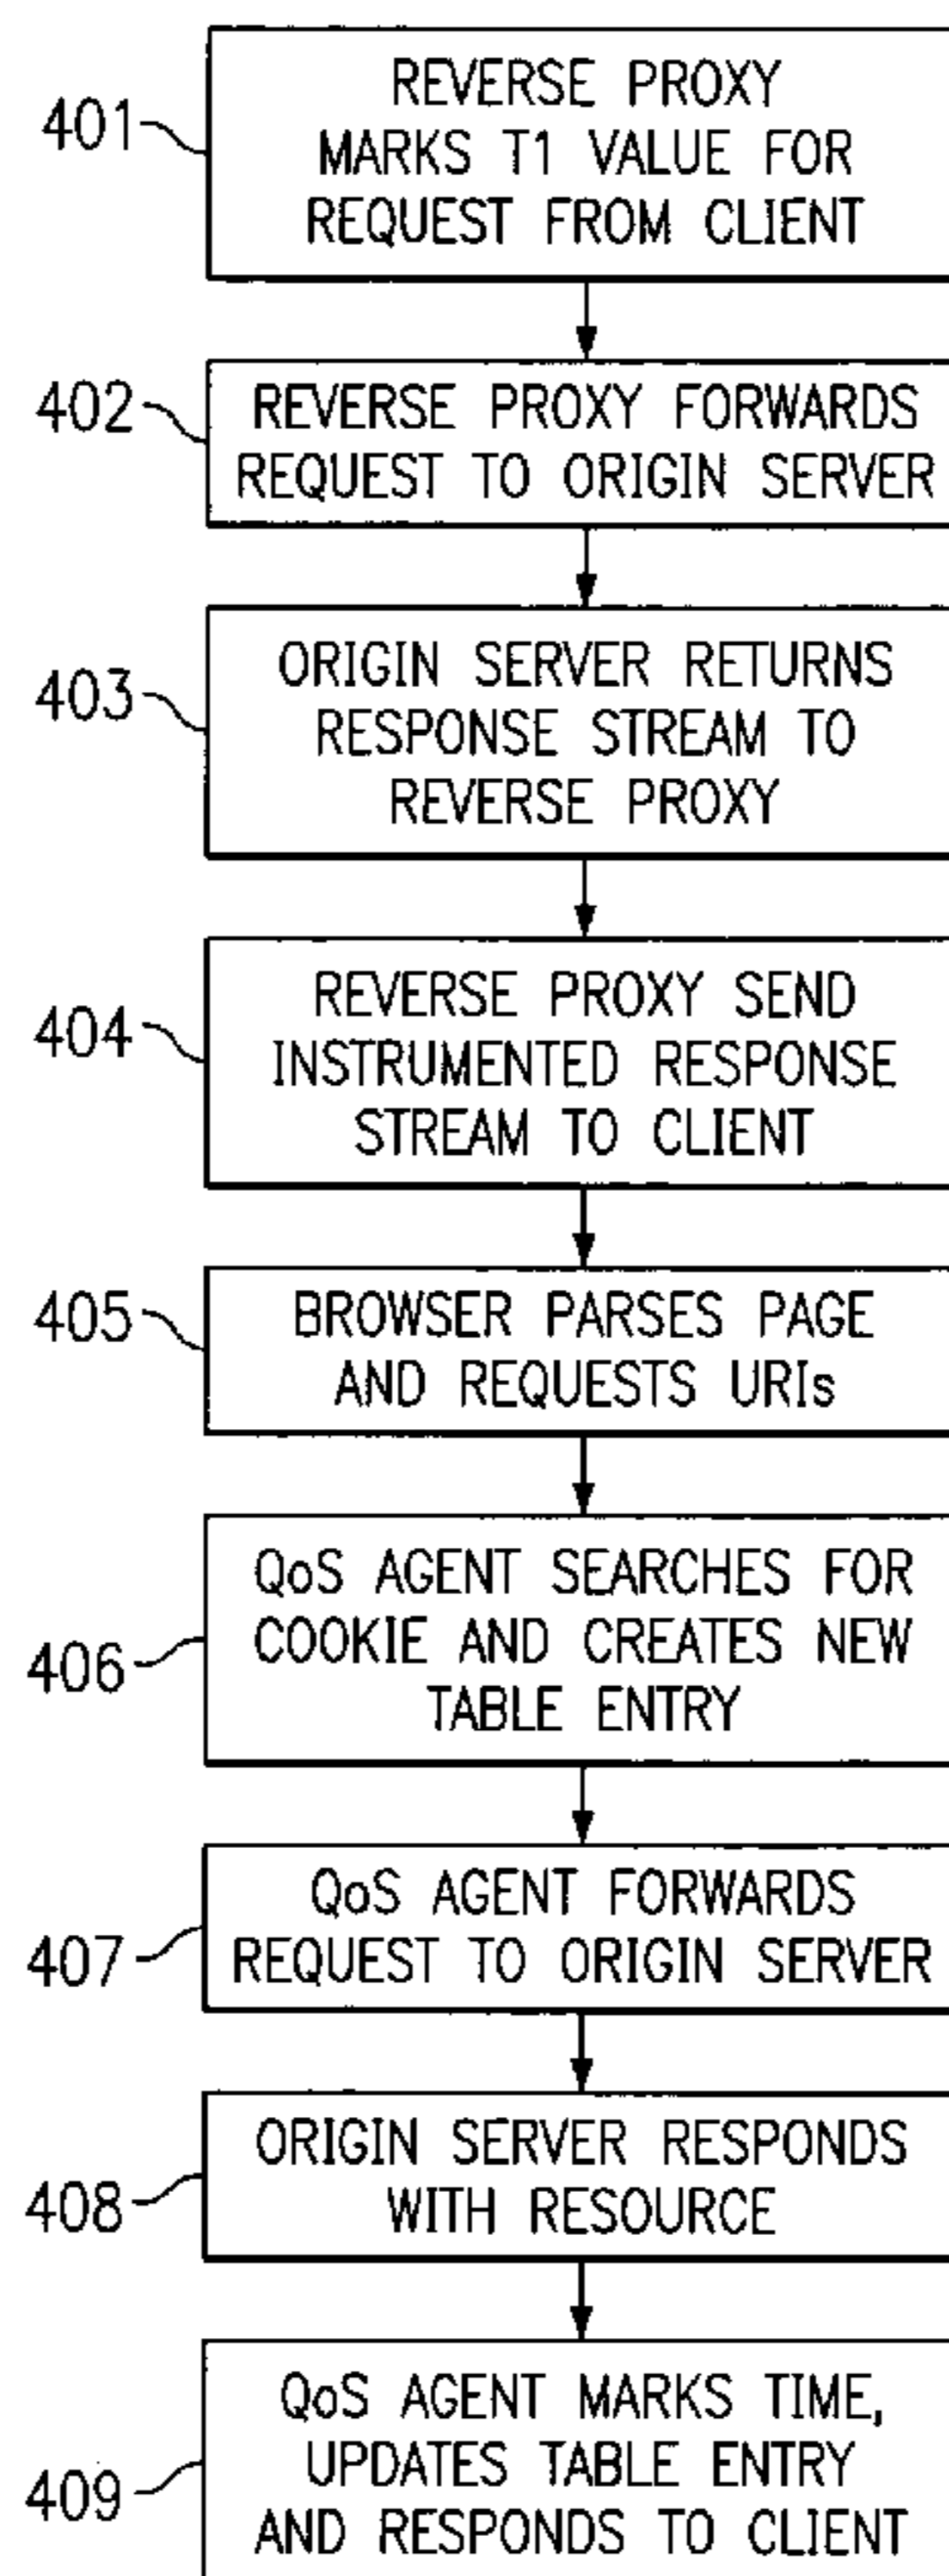 401
REVERSE PROXY
MARKS T1 VALUE FOR
REQUEST FROM CLIENT
402
REVERSE PROXY FORWARDS
REQUEST TO ORIGIN SERVER
403
ORIGIN SERVER RETURNS
RESPONSE STREAM TO
REVERSE PROXY
404
REVERSE PROXY SEND
INSTRUMENTED RESPONSE
STREAM TO CLIENT
405
BROWSER PARSES PAGE
AND REQUESTS URIs
406
QoS AGENT SEARCHES FOR
COOKIE AND CREATES NEW
TABLE ENTRY
407
QoS AGENT FORWARDS
REQUEST TO ORIGIN SERVER
408
ORIGIN SERVER RESPONDS
WITH RESOURCE
409
QoS AGENT MARKS TIME,
UPDATES TABLE ENTRY
AND RESPONDS TO CLIENT